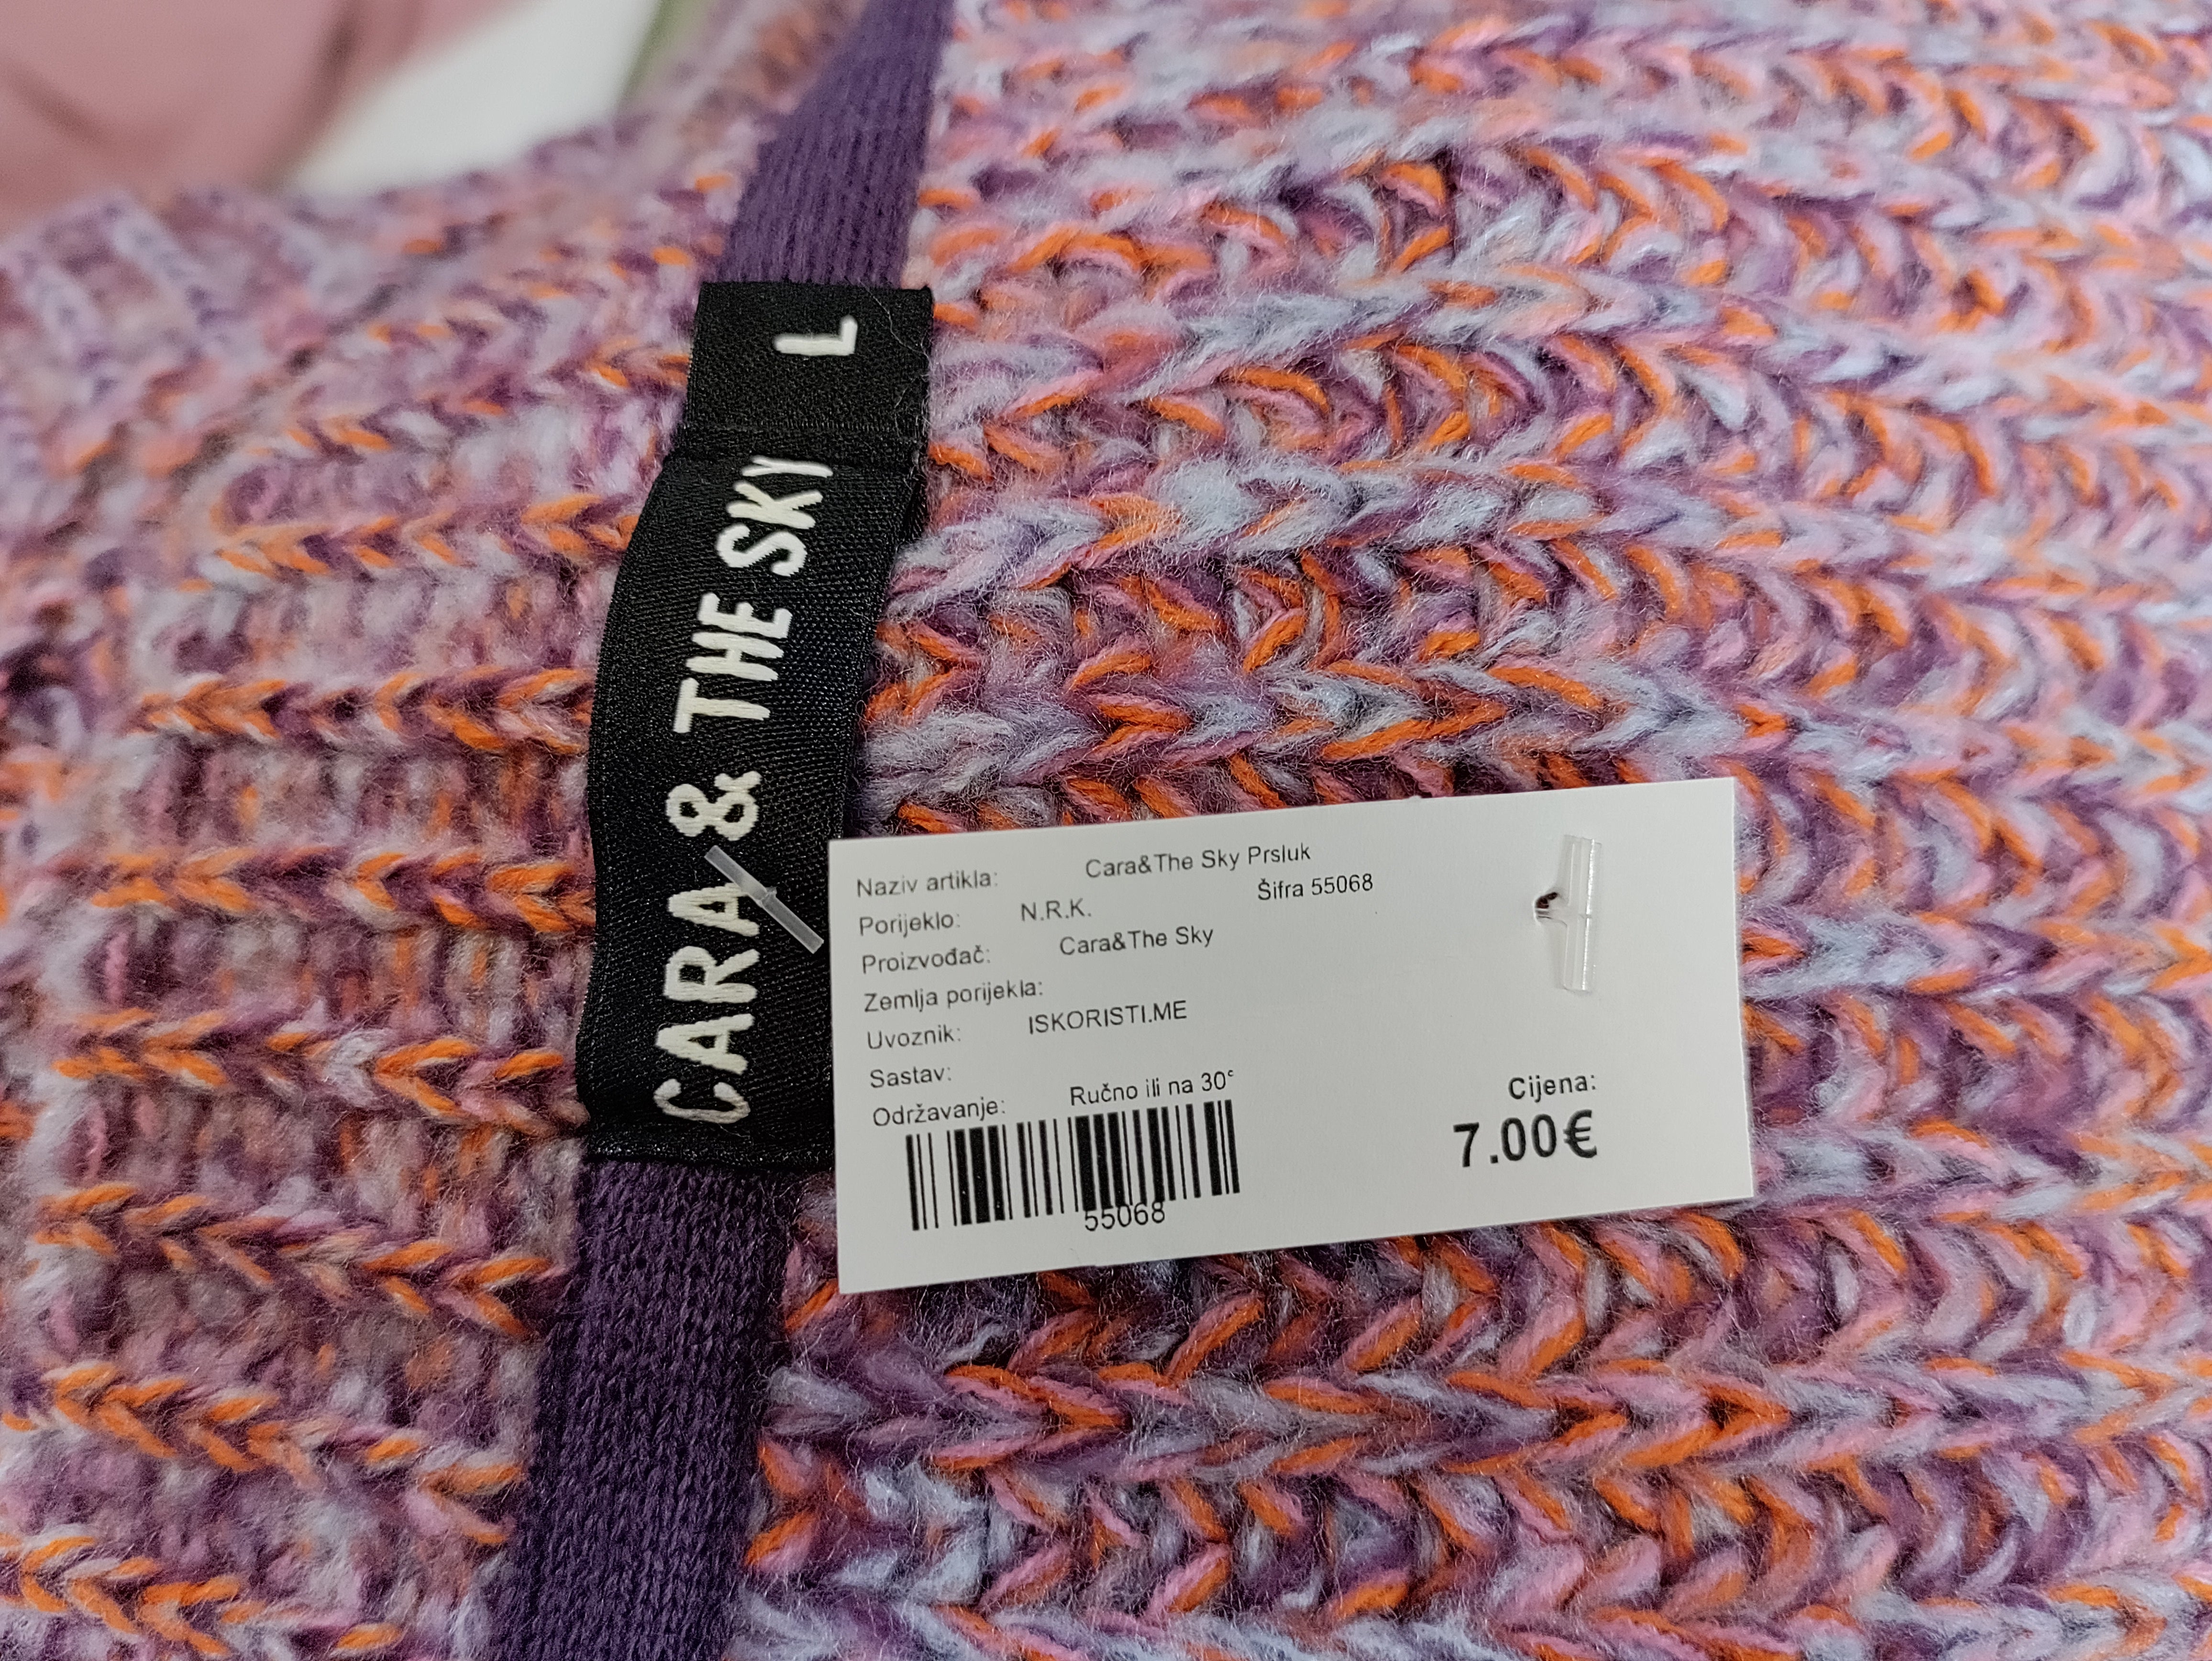 CARA & THE SKY
L
Naziv artikla: Cara&The Sky Prsluk
Porijeklo: N.R.K. Šifra 55068
Proizvođač: Cara&The Sky
Zemlja porijekla:
Uvoznik: ISKORISTI.ME
Sastav:
Održavanje: Ručno ili na 30°
Cijena:
7.00€
55068